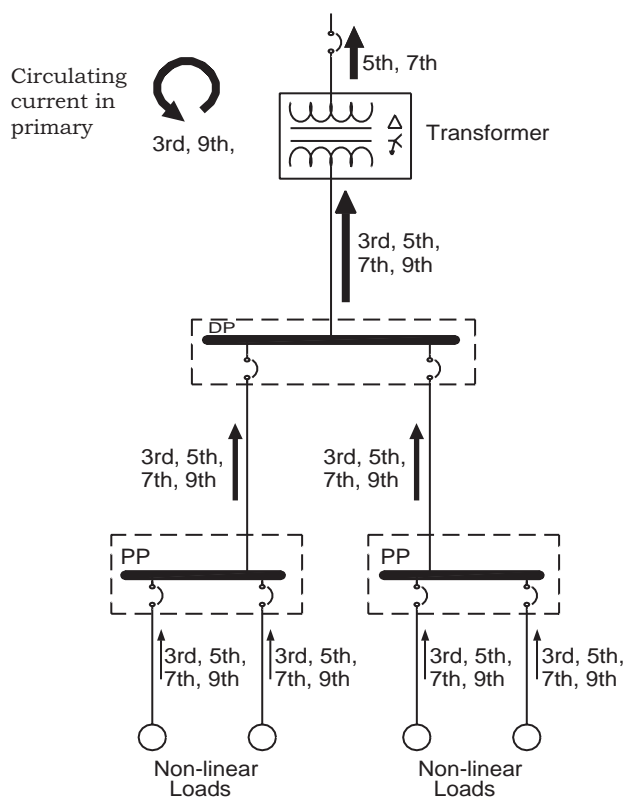 5th, 7th
Circulating
current in
primary
3rd, 9th,
Δ
Transformer
3rd, 5th,
7th, 9th
DP
3rd, 5th,
7th, 9th
3rd, 5th,
7th, 9th
PP
PP
3rd, 5th,
7th, 9th
3rd, 5th,
7th, 9th
3rd, 5th,
7th, 9th
3rd, 5th,
7th, 9th
Non-linear
Loads
Non-linear
Loads